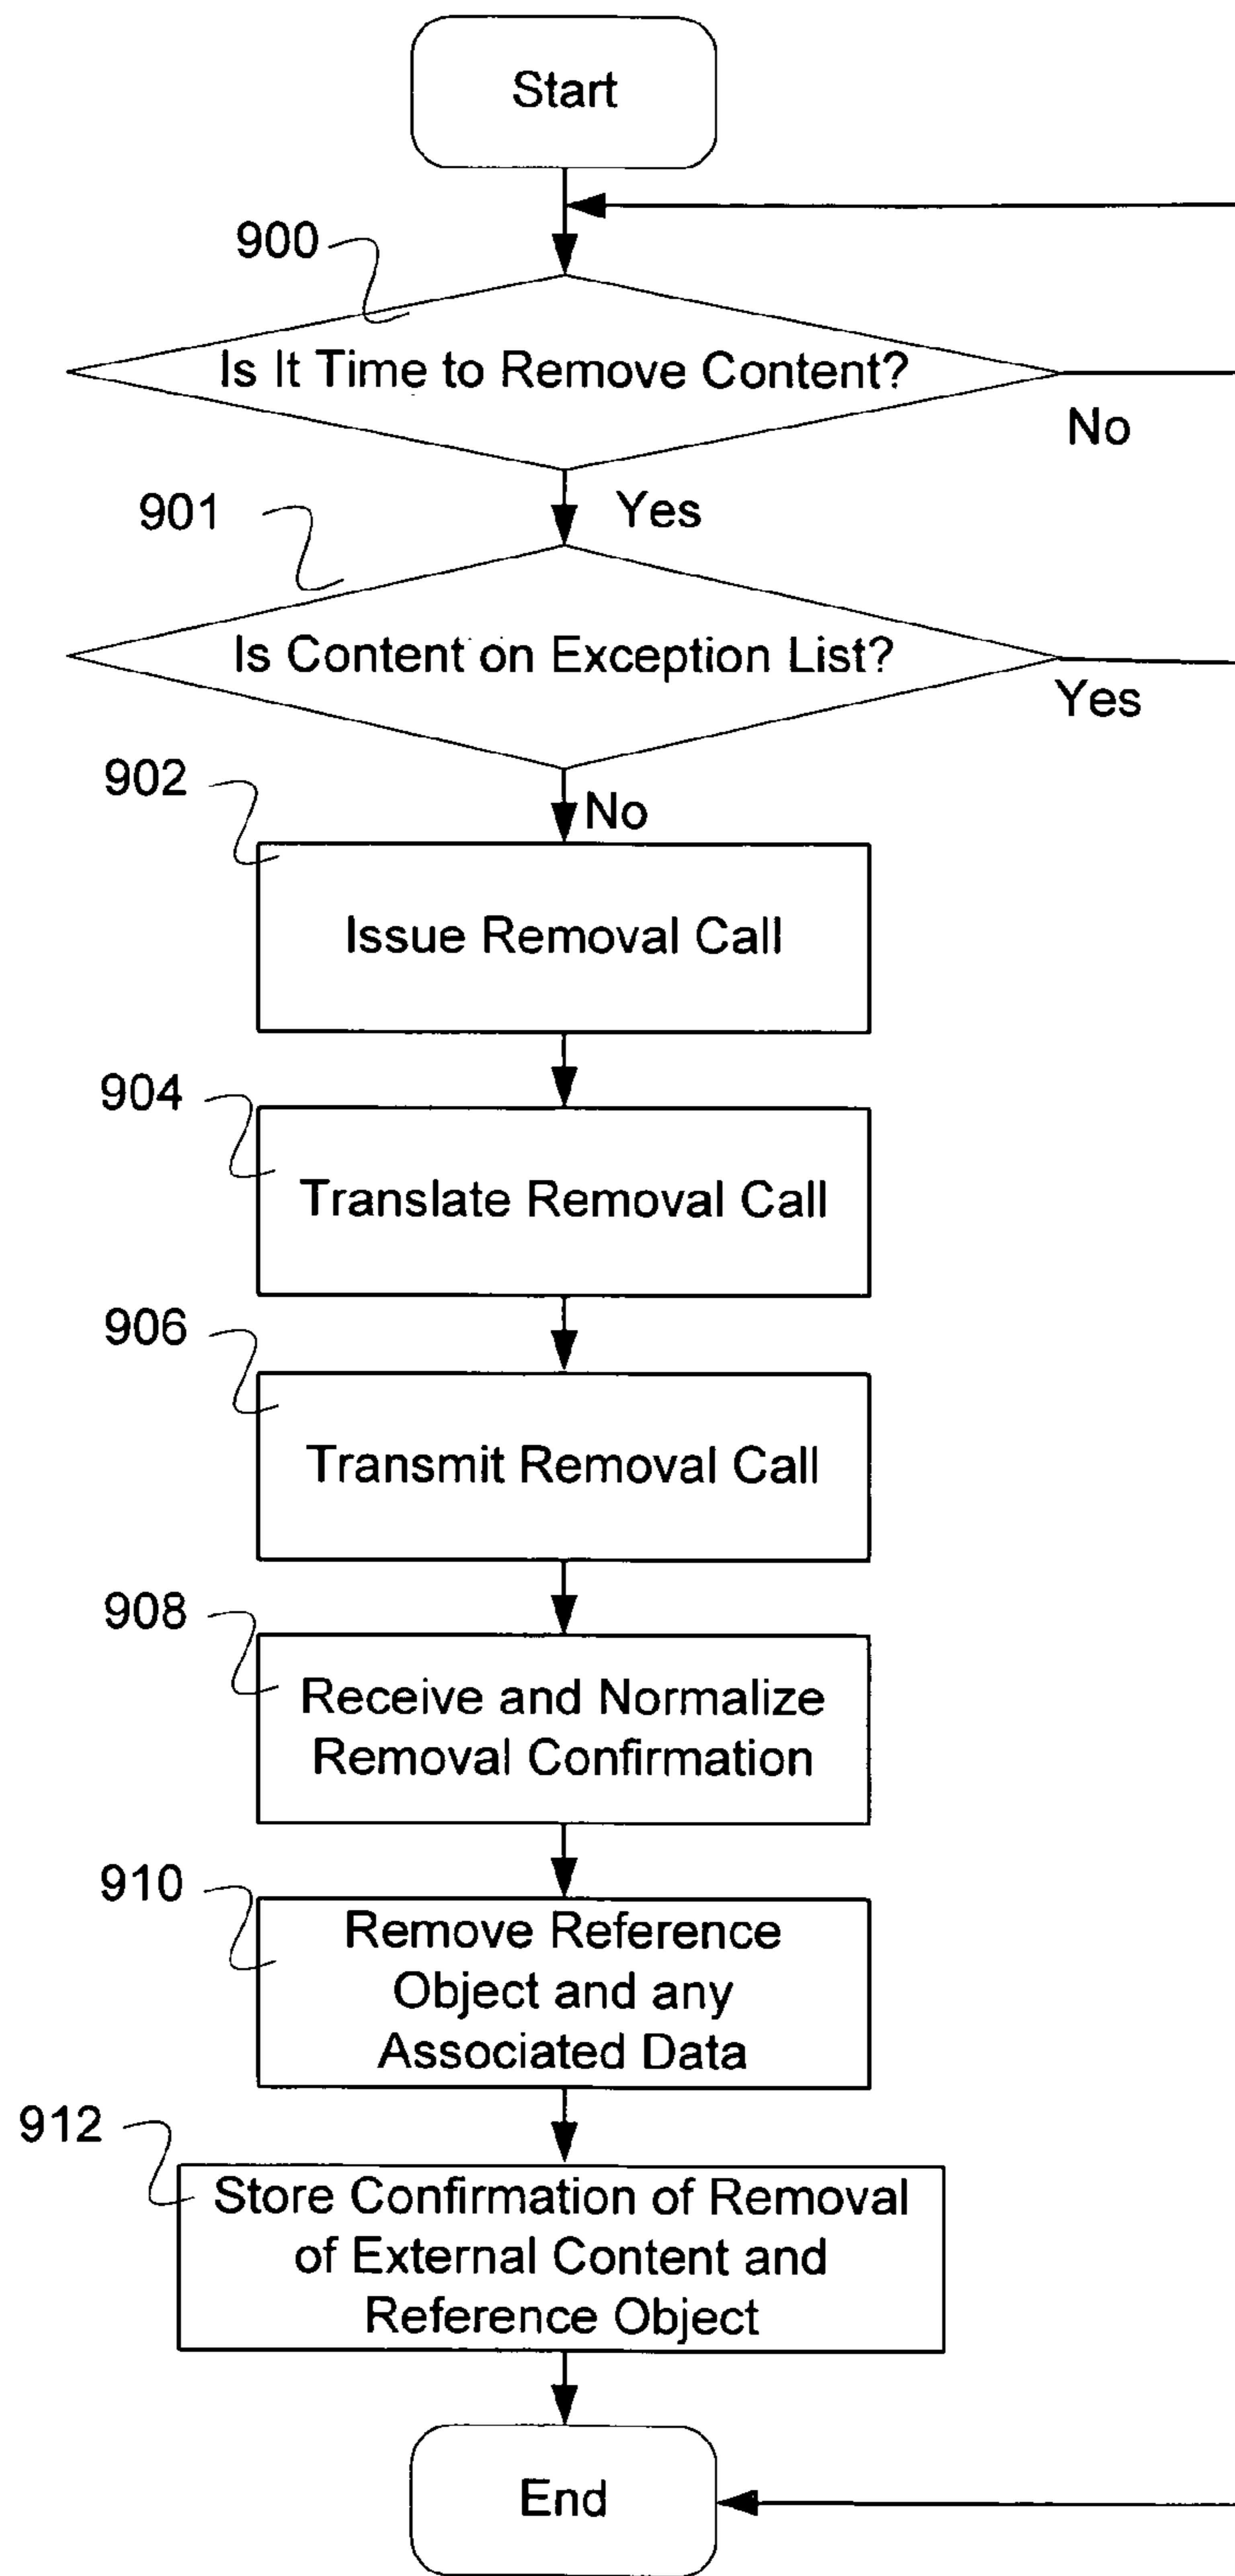 Start
900
Is It Time to Remove Content?
No
Yes
901
Is Content on Exception List?
Yes
902
No
Issue Removal Call
904
Translate Removal Call
906
Transmit Removal Call
908
Receive and Normalize
Removal Confirmation
910
Remove Reference
Object and any
Associated Data
912
Store Confirmation of Removal
of External Content and
Reference Object
End